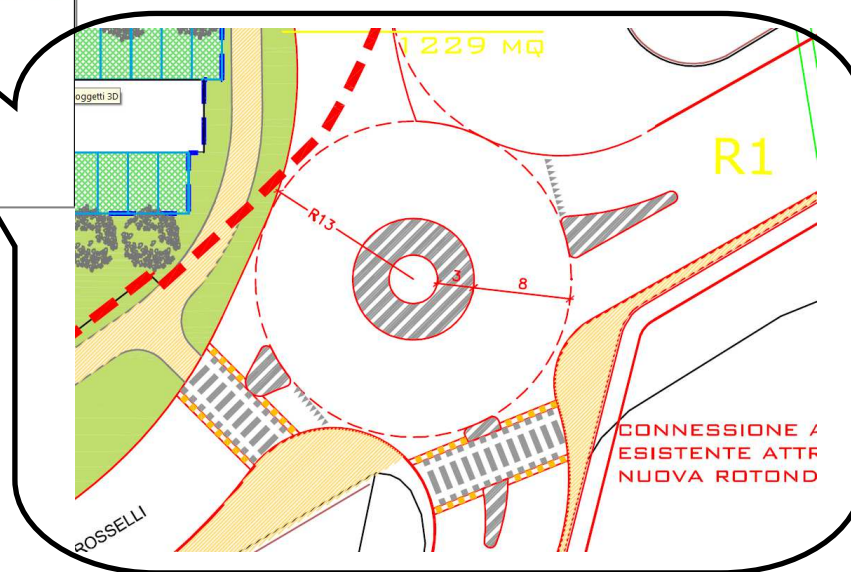 1229 MQ
oggetti 3D
R1
R13
3
8
CONNESSIONE A
ESISTENTE ATTR
NUOVA ROTOND
ROSSELLI